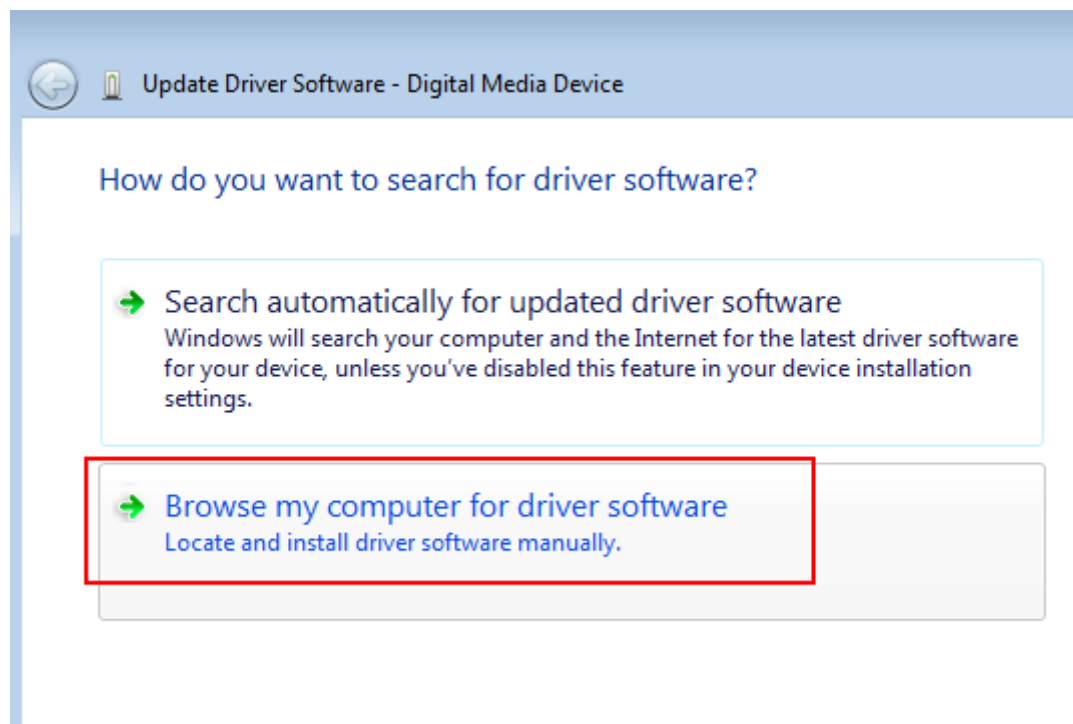 Update Driver Software - Digital Media Device
How do you want to search for driver software?
Search automatically for updated driver software
Windows will search your computer and the Internet for the latest driver software
for your device, unless you've disabled this feature in your device installation
settings.
Browse my computer for driver software
Locate and install driver software manually.